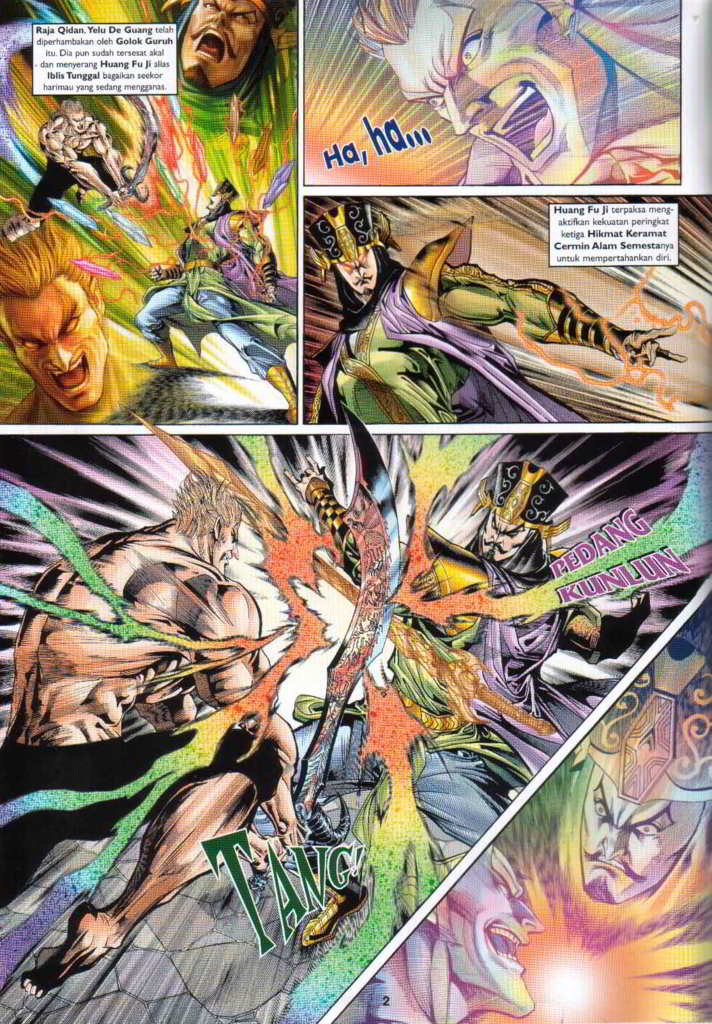 Raja Qidan, Yelu De Guang telah
diperhambakan oleh Golok Guruh
itu. Dia pun sudah tersesat akal
dan menyerang Huang Fu Ji alias
Iblis Tunggal bagaikan seekor
harimau yang sedang mengganas.
Ha, ha...
Huang Fu Ji terpaksa meng-
aktifkan kekuatan peringkat
ketiga Hikmat Keramat
Cermin Alam Semestanya
untuk mempertahankan diri.
PEDANG
KUNLUN
TANG!
2